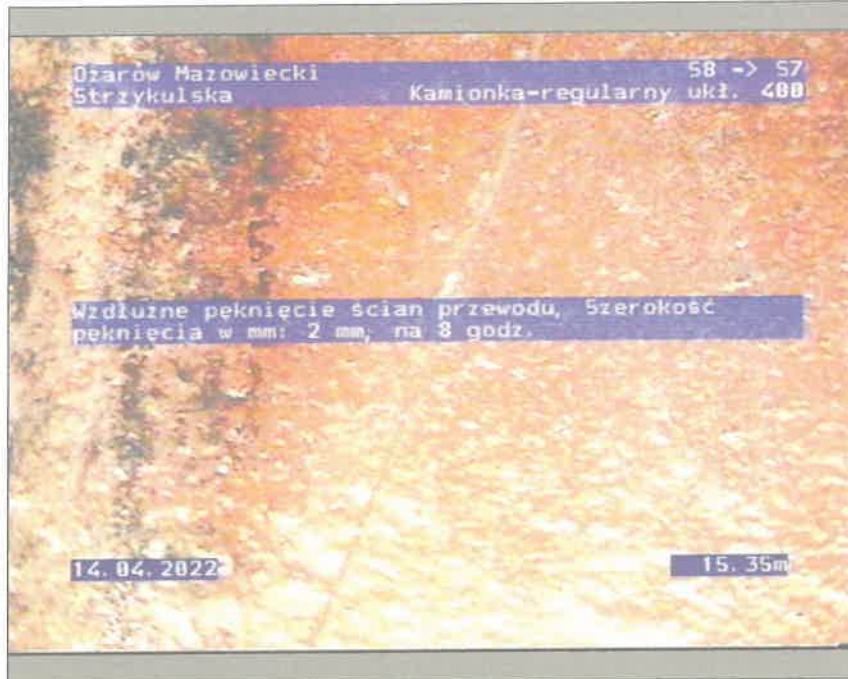 Ożarów Mazowiecki S8 -> S7
Strzykulska Kamionka-regularny ukł. 400
Wzdłużne pęknięcie ścian przewodu, Szerokość
pęknięcia w mm: 2 mm, na 8 godz.
14.04.2022 15.35m